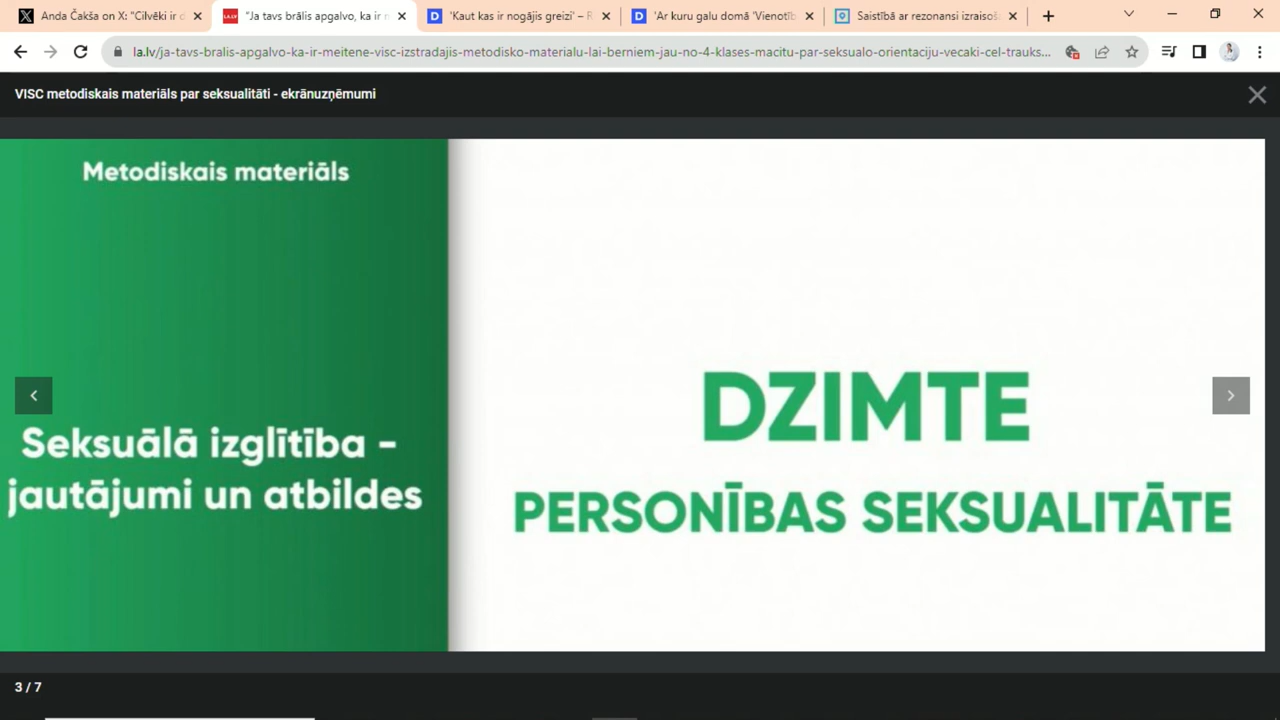 Anda Čakša on X: "Cilvēki ir d
"Ja tavs brālis apgalvo, ka ir n
'Kaut kas ir nogājis greizi' – R
'Ar kuru galu domā 'Vienotīb
Saistībā ar rezonansi izraisoša
la.lv/ja-tavs-bralis-apgalvo-ka-ir-meitene-visc-izstradajis-metodisko-materialu-lai-berniem-jau-no-4-klases-macitu-par-seksualo-orientaciju-vecaki-cel-trauks...
VISC metodiskais materiāls par seksualitāti - ekrānuzņēmumi
Metodiskais materiāls
Seksuālā izglītība -
jautājumi un atbildes
DZIMTE
PERSONĪBAS SEKSUALITĀTE
3 / 7